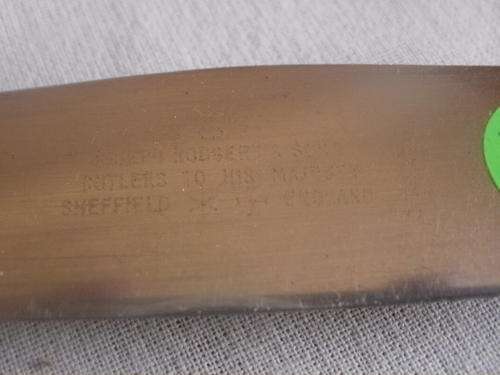 JOSEPH RODGERS & SONS
CUTLERS TO HIS MAJESTY
SHEFFIELD ENGLAND